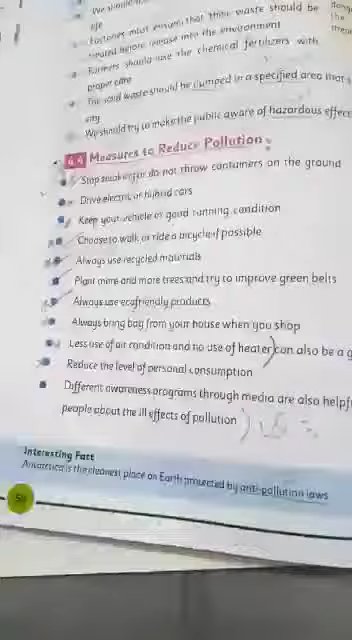 We should
life
Factories must ensure that their waste should be
treated before release into the environment
Farmers should use the chemical fertilizers with
proper care
The solid waste should be dumped in a specified area that
city
We should try to make the public aware of hazardous effec
4.4 Measures to Reduce Pollution
Stop smoking or do not throw containers on the ground
Drive electric or hybrid cars
Keep your vehicle in good running condition
Choose to walk or ride a bicycle if possible
Always use recycled materials
Plant more and more trees and try to improve green belts
Always use ecofriendly products
Always bring bag from your house when you shop
Less use of air condition and no use of heater can also be a g
Reduce the level of personal consumption
Different awareness programs through media are also helpf
people about the ill effects of pollution
Interesting Fact
Antarctica is the cleanest place on Earth protected by anti-pollution laws